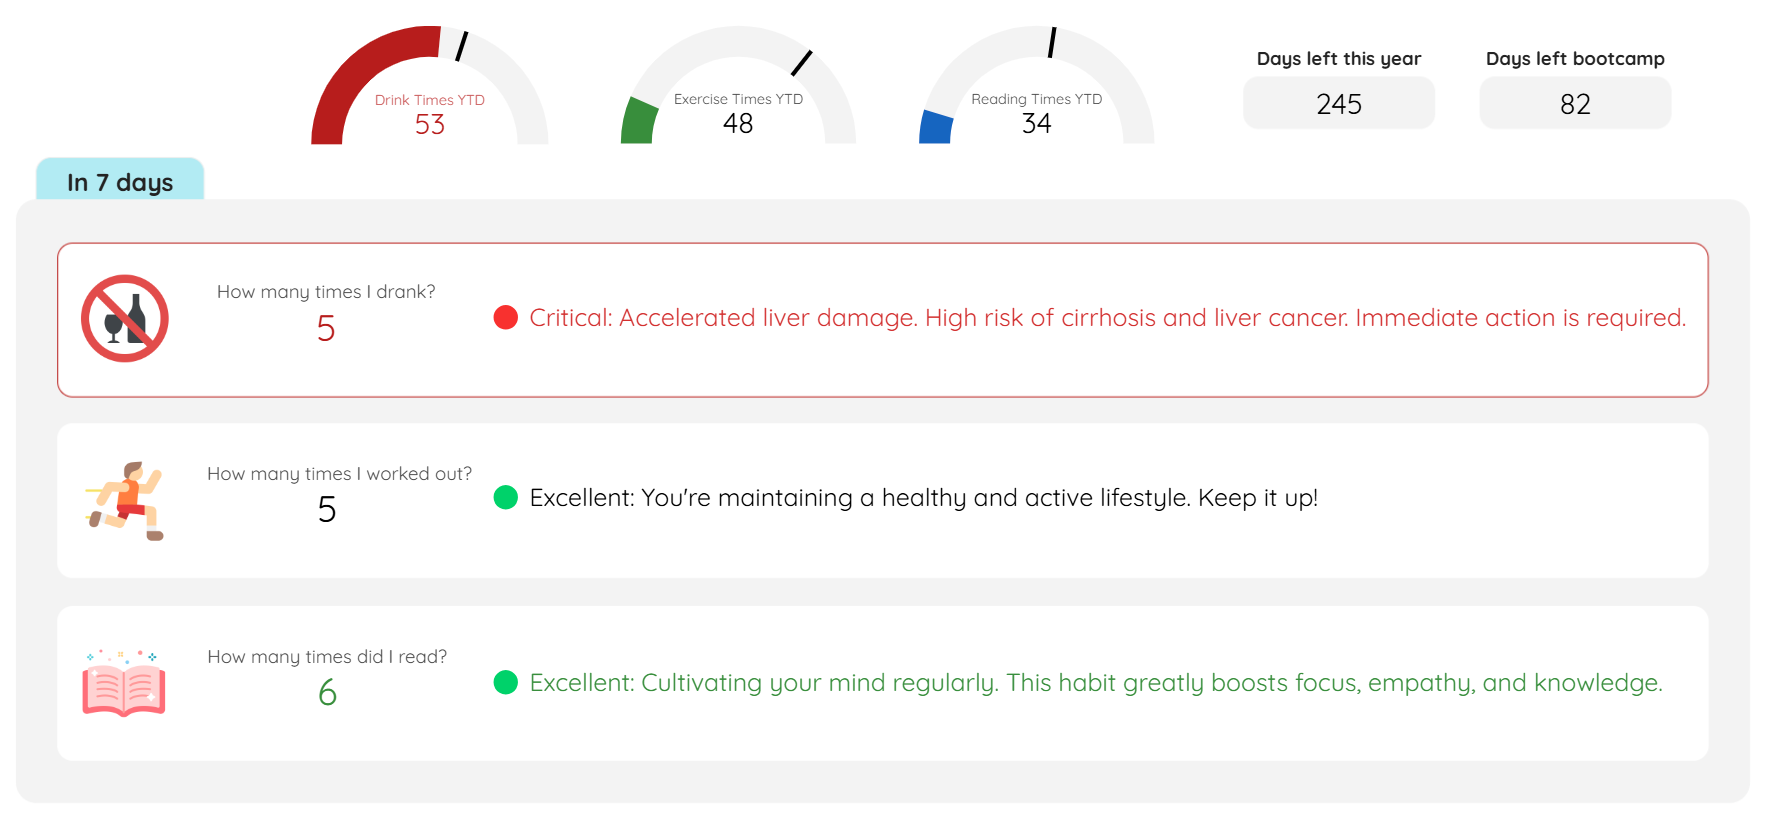 Drink Times YTD
53
Exercise Times YTD
48
Reading Times YTD
34
Days left this year
245
Days left bootcamp
82
In 7 days
How many times I drank?
5
Critical: Accelerated liver damage. High risk of cirrhosis and liver cancer. Immediate action is required.
How many times I worked out?
5
Excellent: You're maintaining a healthy and active lifestyle. Keep it up!
How many times did I read?
6
Excellent: Cultivating your mind regularly. This habit greatly boosts focus, empathy, and knowledge.